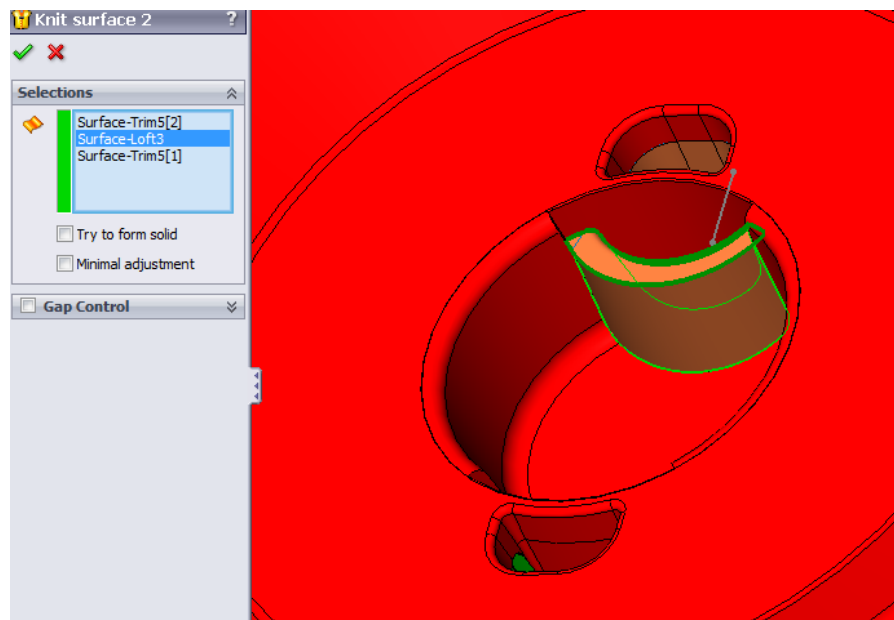 Knit surface 2 ?
Selections
Surface-Trim5[2]
Surface-Loft3
Surface-Trim5[1]
Try to form solid
Minimal adjustment
Gap Control